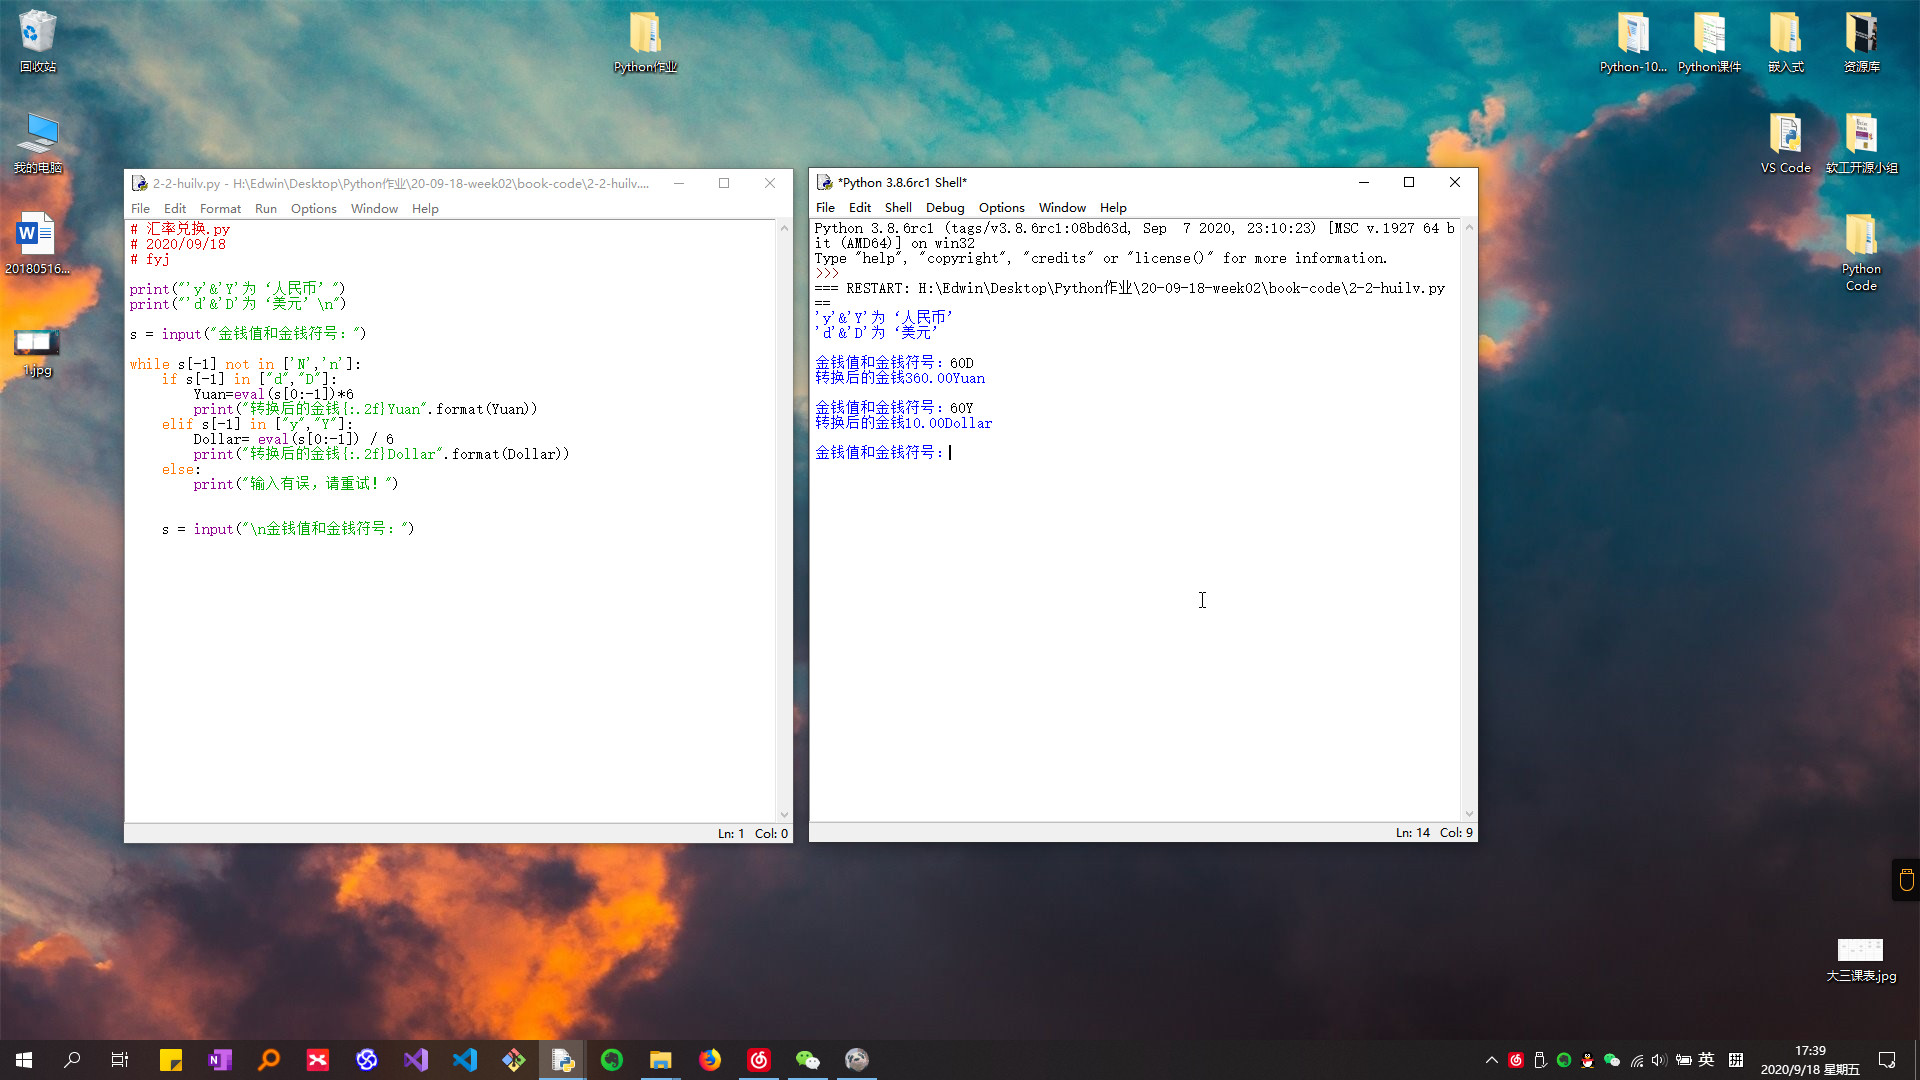 回收站
我的电脑
20180516...
1.jpg
Python作业
Python-10...
Python课件
嵌入式
资源库
VS Code
软工开源小组
Python
Code
大三课表.jpg
2-2-huilv.py - H:\Edwin\Desktop\Python作业\20-09-18-week02\book-code\2-2-huilv....
File Edit Format Run Options Window Help
# 汇率兑换.py
# 2020/09/18
# fyj
print("'y'&'Y'为‘人民币’")
print("'d'&'D'为‘美元’\n")
s = input("金钱值和金钱符号：")
while s[-1] not in ['N','n']:
if s[-1] in ["d","D"]:
Yuan=eval(s[0:-1])*6
print("转换后的金钱{:.2f}Yuan".format(Yuan))
elif s[-1] in ["y","Y"]:
Dollar= eval(s[0:-1]) / 6
print("转换后的金钱{:.2f}Dollar".format(Dollar))
else:
print("输入有误，请重试！")
s = input("\n金钱值和金钱符号：")
Ln: 1 Col: 0
*Python 3.8.6rc1 Shell*
File Edit Shell Debug Options Window Help
Python 3.8.6rc1 (tags/v3.8.6rc1:08bd63d, Sep  7 2020, 23:10:23) [MSC v.1927 64 b
it (AMD64)] on win32
Type "help", "copyright", "credits" or "license()" for more information.
>>>
=== RESTART: H:\Edwin\Desktop\Python作业\20-09-18-week02\book-code\2-2-huilv.py
==
'y'&'Y'为‘人民币’
'd'&'D'为‘美元’
金钱值和金钱符号：60D
转换后的金钱360.00Yuan
金钱值和金钱符号：60Y
转换后的金钱10.00Dollar
金钱值和金钱符号：
Ln: 14 Col: 9
英
拼
17:39
2020/9/18 星期五